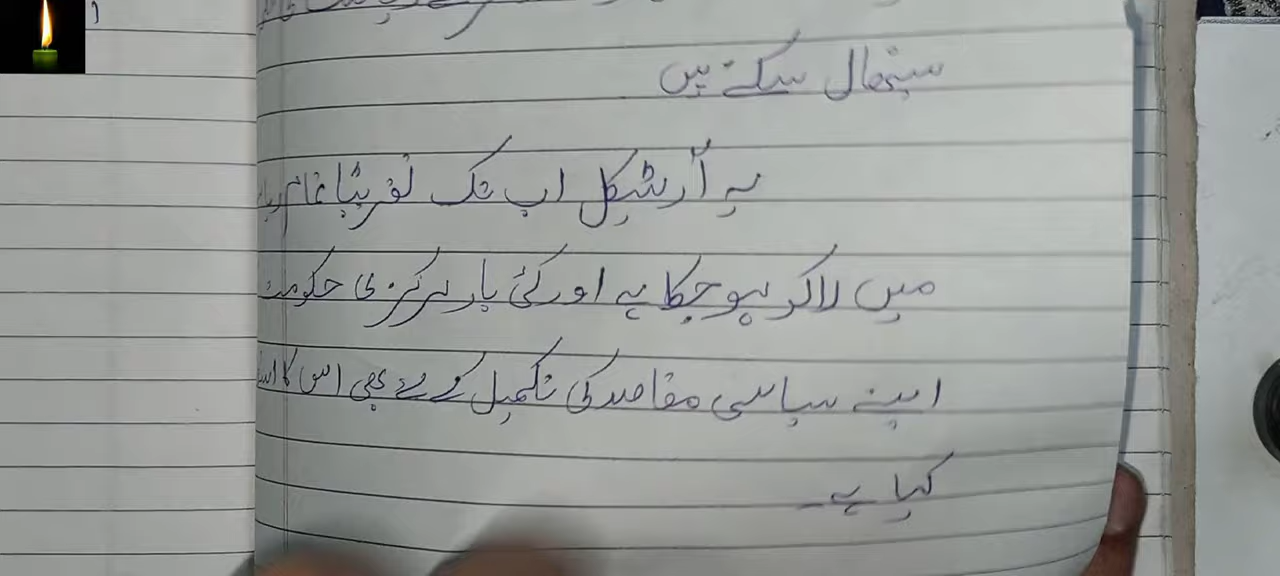 سنبھال سکتے ہیں
یہ آرٹیکل اب تک تقریباً تمام
میں لاگو ہو چکا ہے اور کئی بار مرکزی حکومت
اپنے سیاسی مقاصد کی تکمیل کے لئے بھی اس کا
کیا ہے۔